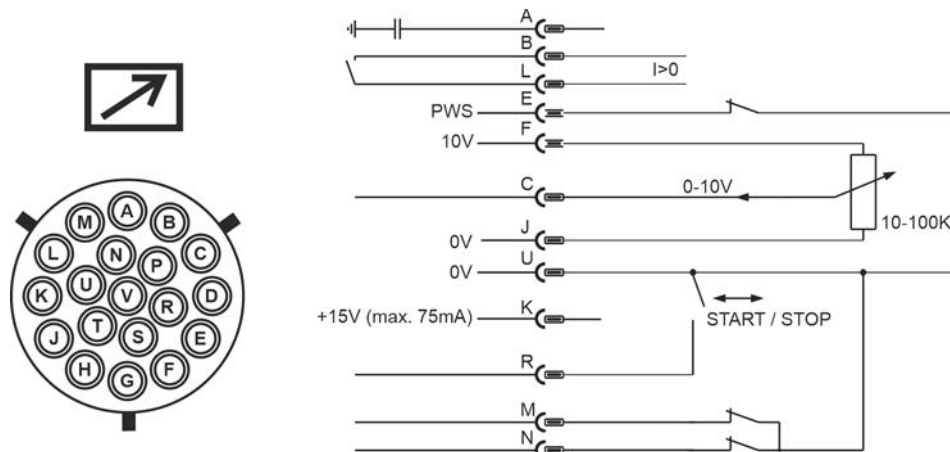 A
M
B
L
N
C
P
K
U
V
D
R
J
T
S
E
H
F
G
A
B
L
I>0
PWS
E
10V
F
C
0-10V
10-100K
0V
J
0V
U
+15V (max. 75mA)
K
START / STOP
R
M
N